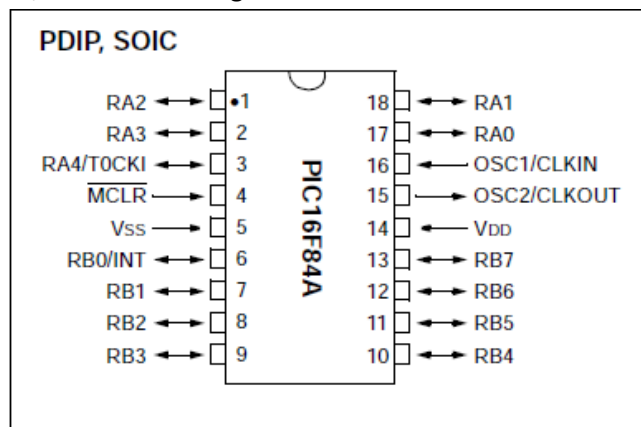 PDIP, SOIC
RA2 •1 18 RA1
RA3 2 17 RA0
RA4/T0CKI 3 16 OSC1/CLKIN
MCLR 4 15 OSC2/CLKOUT
VSS 5 14 VDD
RB0/INT 6 13 RB7
RB1 7 12 RB6
RB2 8 11 RB5
RB3 9 10 RB4
PIC16F84A